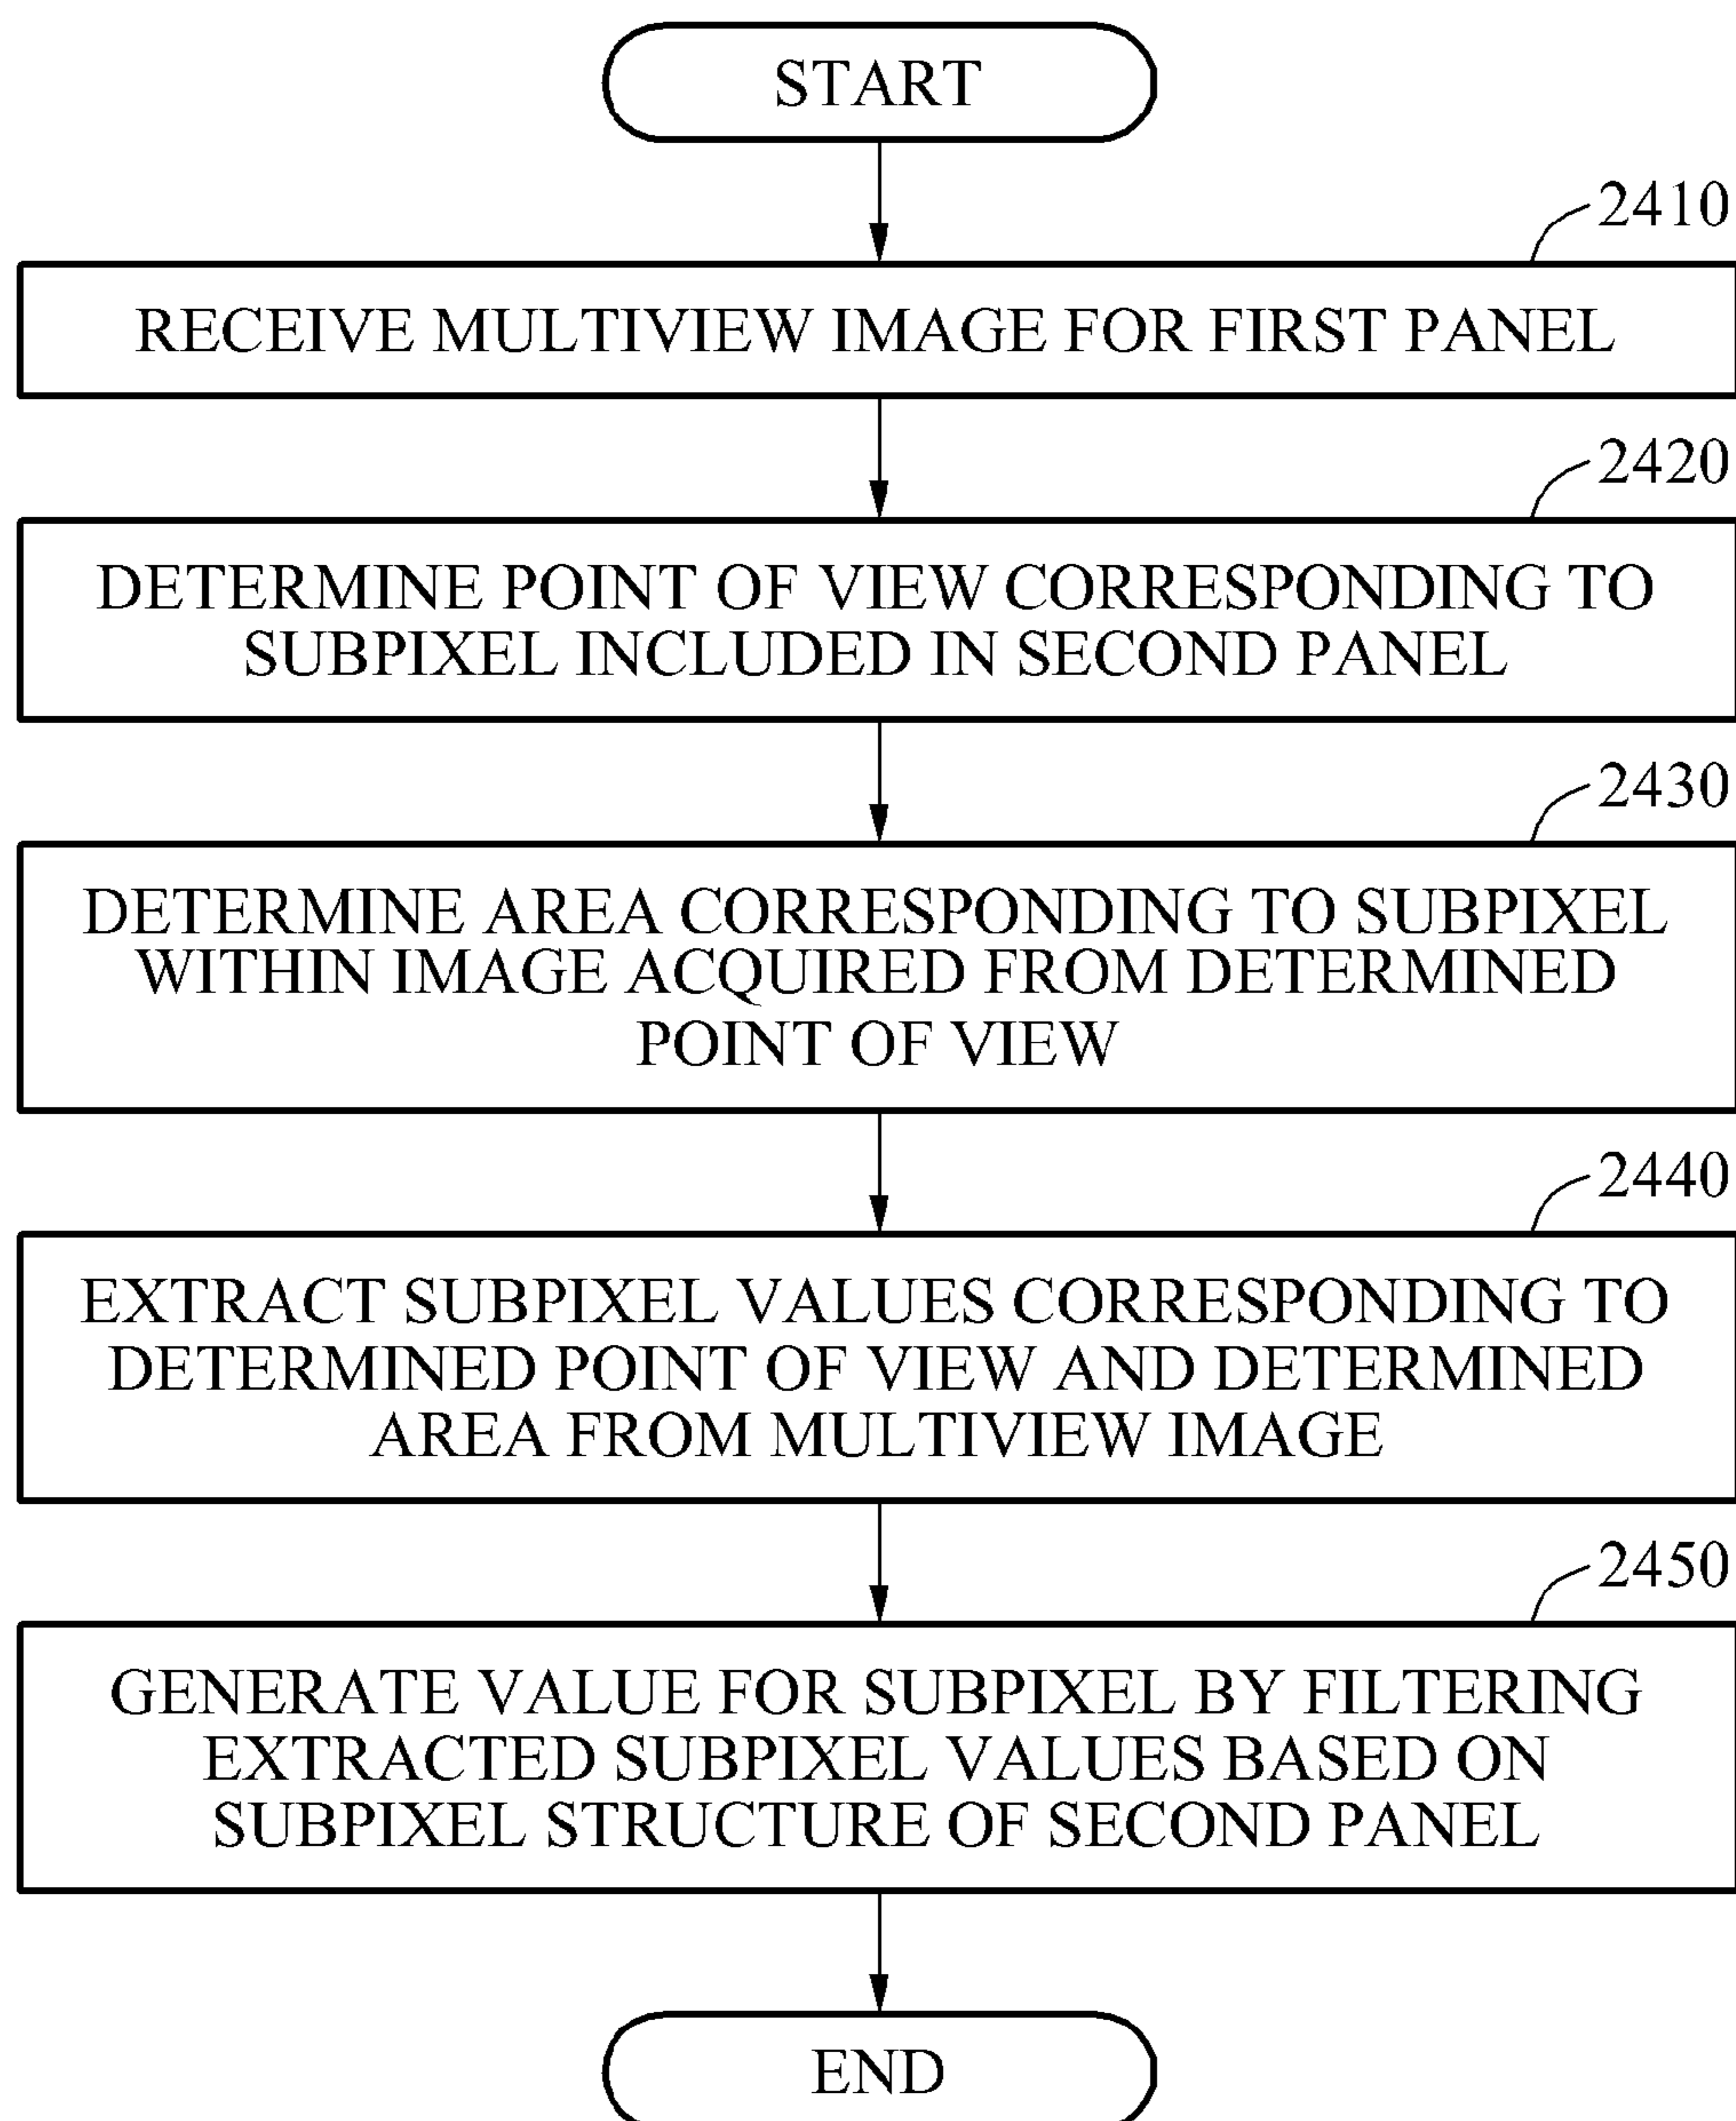 START
2410
RECEIVE MULTIVIEW IMAGE FOR FIRST PANEL
2420
DETERMINE POINT OF VIEW CORRESPONDING TO
SUBPIXEL INCLUDED IN SECOND PANEL
2430
DETERMINE AREA CORRESPONDING TO SUBPIXEL
WITHIN IMAGE ACQUIRED FROM DETERMINED
POINT OF VIEW
2440
EXTRACT SUBPIXEL VALUES CORRESPONDING TO
DETERMINED POINT OF VIEW AND DETERMINED
AREA FROM MULTIVIEW IMAGE
2450
GENERATE VALUE FOR SUBPIXEL BY FILTERING
EXTRACTED SUBPIXEL VALUES BASED ON
SUBPIXEL STRUCTURE OF SECOND PANEL
END